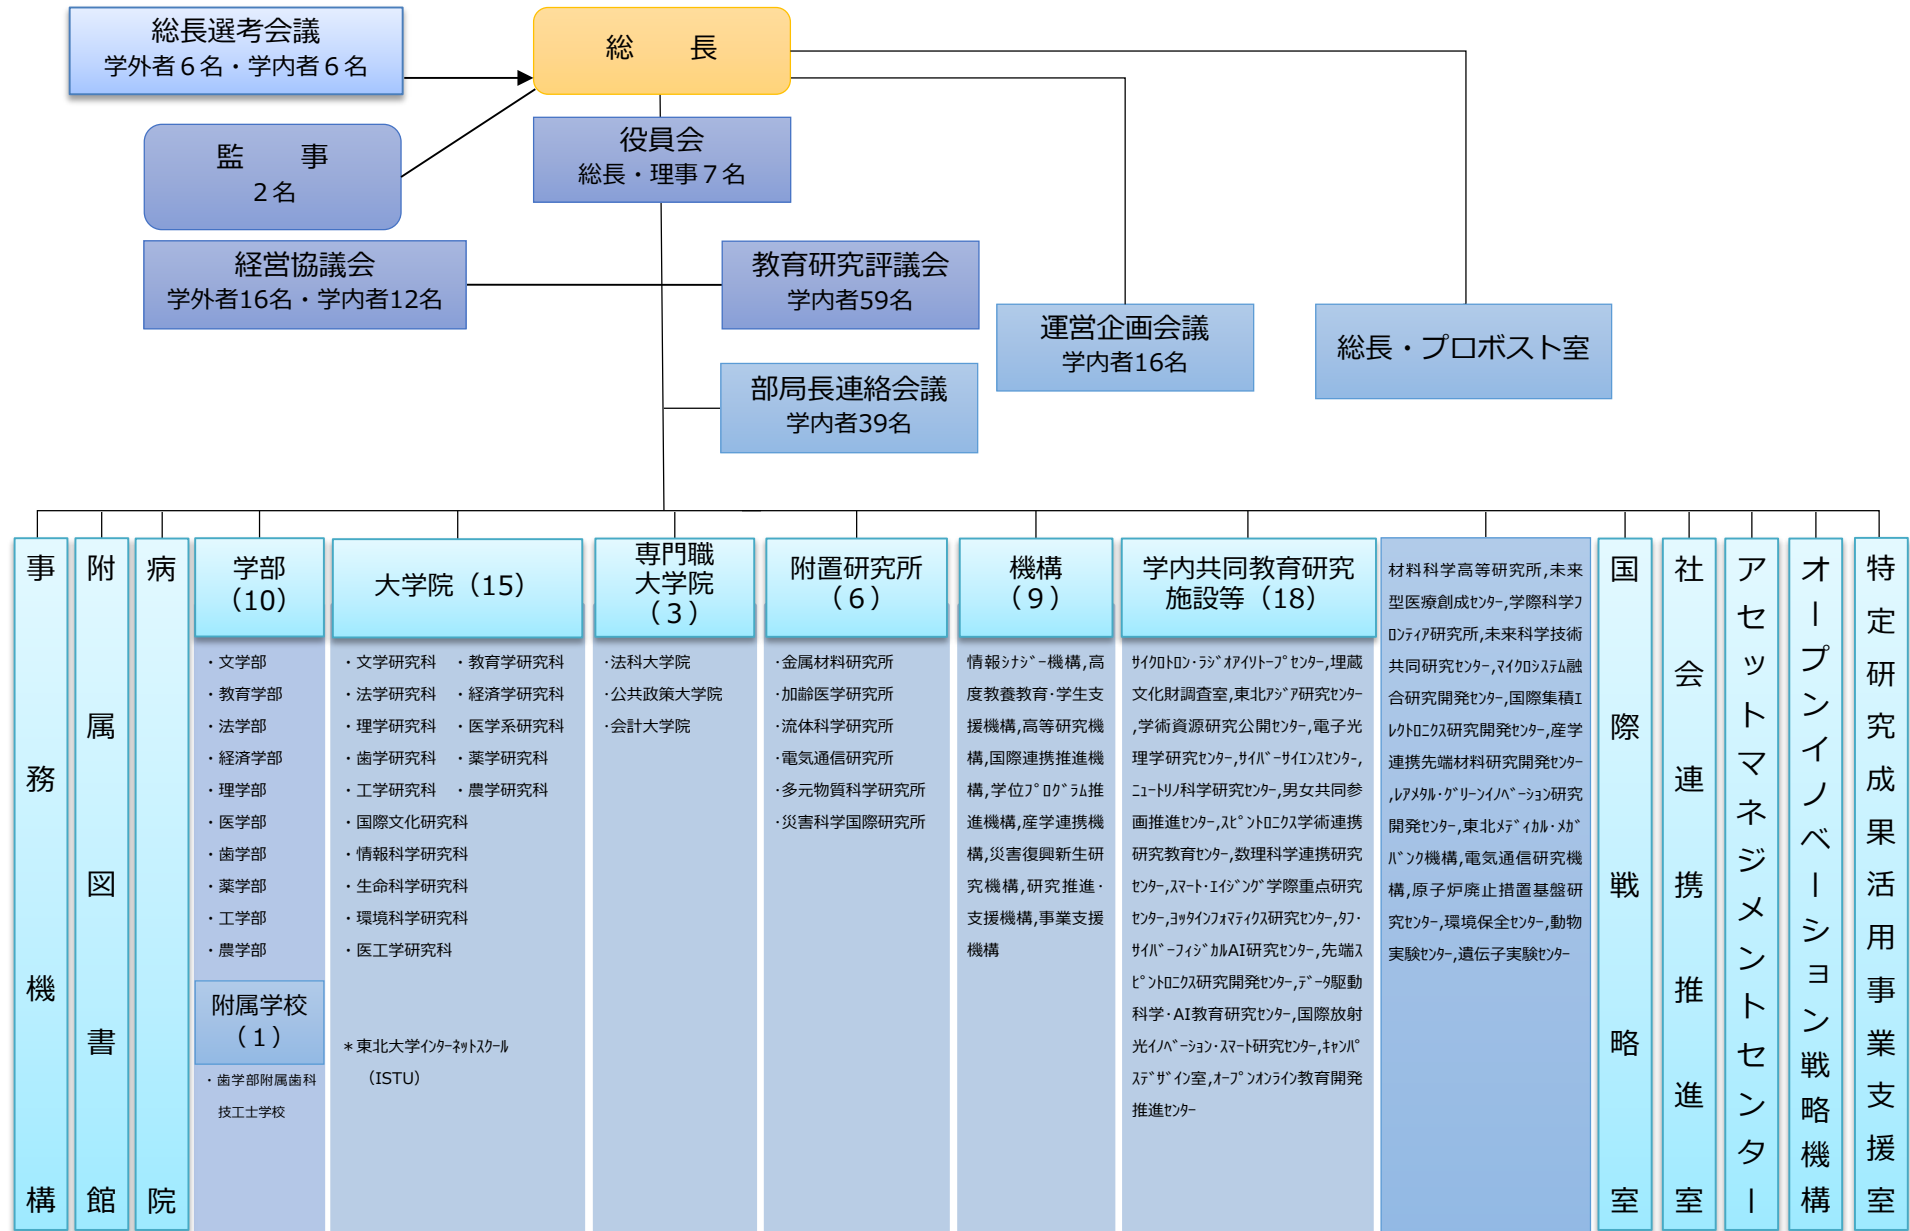 総長選考会議
学外者６名・学内者６名
総　　長
監　　事
２名
役員会
総長・理事７名
経営協議会
学外者16名・学内者12名
教育研究評議会
学内者59名
運営企画会議
学内者16名
総長・プロボスト室
部局長連絡会議
学内者39名
事務機構
附属図書館
病院
学部
（10）
・文学部
・教育学部
・法学部
・経済学部
・理学部
・医学部
・歯学部
・薬学部
・工学部
・農学部
附属学校
（１）
・歯学部附属歯科
技工士学校
大学院（15）
・文学研究科　・教育学研究科
・法学研究科　・経済学研究科
・理学研究科　・医学系研究科
・歯学研究科　・薬学研究科
・工学研究科　・農学研究科
・国際文化研究科
・情報科学研究科
・生命科学研究科
・環境科学研究科
・医工学研究科
＊東北大学ｲﾝﾀｰﾈｯﾄｽｸｰﾙ
（ISTU）
専門職
大学院
（３）
･法科大学院
･公共政策大学院
･会計大学院
附置研究所
（６）
･金属材料研究所
･加齢医学研究所
･流体科学研究所
･電気通信研究所
･多元物質科学研究所
･災害科学国際研究所
機構
（９）
情報ｼﾅｼﾞｰ機構,高
度教養教育･学生支
援機構,高等研究機
構,国際連携推進機
構,学位ﾌﾟﾛｸﾞﾗﾑ推
進機構,産学連携機
構,災害復興新生研
究機構,研究推進･
支援機構,事業支援
機構
学内共同教育研究
施設等（18）
ｻｲｸﾛﾄﾛﾝ･ﾗｼﾞｵｱｲｿﾄｰﾌﾟｾﾝﾀｰ,埋蔵
文化財調査室,東北ｱｼﾞｱ研究ｾﾝﾀｰ
,学術資源研究公開ｾﾝﾀｰ,電子光
理学研究ｾﾝﾀｰ,ｻｲﾊﾞｰｻｲｴﾝｽｾﾝﾀｰ,
ﾆｭｰﾄﾘﾉ科学研究ｾﾝﾀｰ,男女共同参
画推進ｾﾝﾀｰ,ｽﾋﾟﾝﾄﾛﾆｸｽ学術連携
研究教育ｾﾝﾀｰ,数理科学連携研究
ｾﾝﾀｰ,ｽﾏｰﾄ･ｴｲｼﾞﾝｸﾞ学際重点研究
ｾﾝﾀｰ,ﾖｯﾀｲﾝﾌｫﾏﾃｨｸｽ研究ｾﾝﾀｰ,ﾀﾌ･
ｻｲﾊﾞｰﾌｨｼﾞｶﾙAI研究ｾﾝﾀｰ,先端ｽ
ﾋﾟﾝﾄﾛﾆｸｽ研究開発ｾﾝﾀｰ,ﾃﾞｰﾀ駆動
科学･AI教育研究ｾﾝﾀｰ,国際放射
光ｲﾉﾍﾞｰｼｮﾝ･ｽﾏｰﾄ研究ｾﾝﾀｰ,ｷｬﾝﾊﾟ
ｽﾃﾞｻﾞｲﾝ室,ｵｰﾌﾟﾝｵﾝﾗｲﾝ教育開発
推進ｾﾝﾀｰ
材料科学高等研究所,未来
型医療創成ｾﾝﾀｰ,学際科学ﾌ
ﾛﾝﾃｨｱ研究所,未来科学技術
共同研究ｾﾝﾀｰ,ﾏｲｸﾛｼｽﾃﾑ融
合研究開発ｾﾝﾀｰ,国際集積ｴ
ﾚｸﾄﾛﾆｸｽ研究開発ｾﾝﾀｰ,産学
連携先端材料研究開発ｾﾝﾀｰ
,ﾚｱﾒﾀﾙ･ｸﾞﾘｰﾝｲﾉﾍﾞｰｼｮﾝ研究
開発ｾﾝﾀｰ,東北ﾒﾃﾞｨｶﾙ･ﾒｶﾞ
ﾊﾞﾝｸ機構,電気通信研究機
構,原子炉廃止措置基盤研
究ｾﾝﾀｰ,環境保全ｾﾝﾀｰ,動物
実験ｾﾝﾀｰ,遺伝子実験ｾﾝﾀｰ
国際戦略室
社会連携推進室
アセットマネジメントセンター
オープンイノベーション戦略機構
特定研究成果活用事業支援室